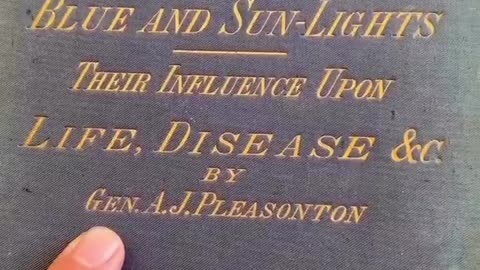 BLUE AND SUN-LIGHTS
THEIR INFLUENCE UPON
LIFE, DISEASE &C.
BY
GEN. A. J. PLEASONTON